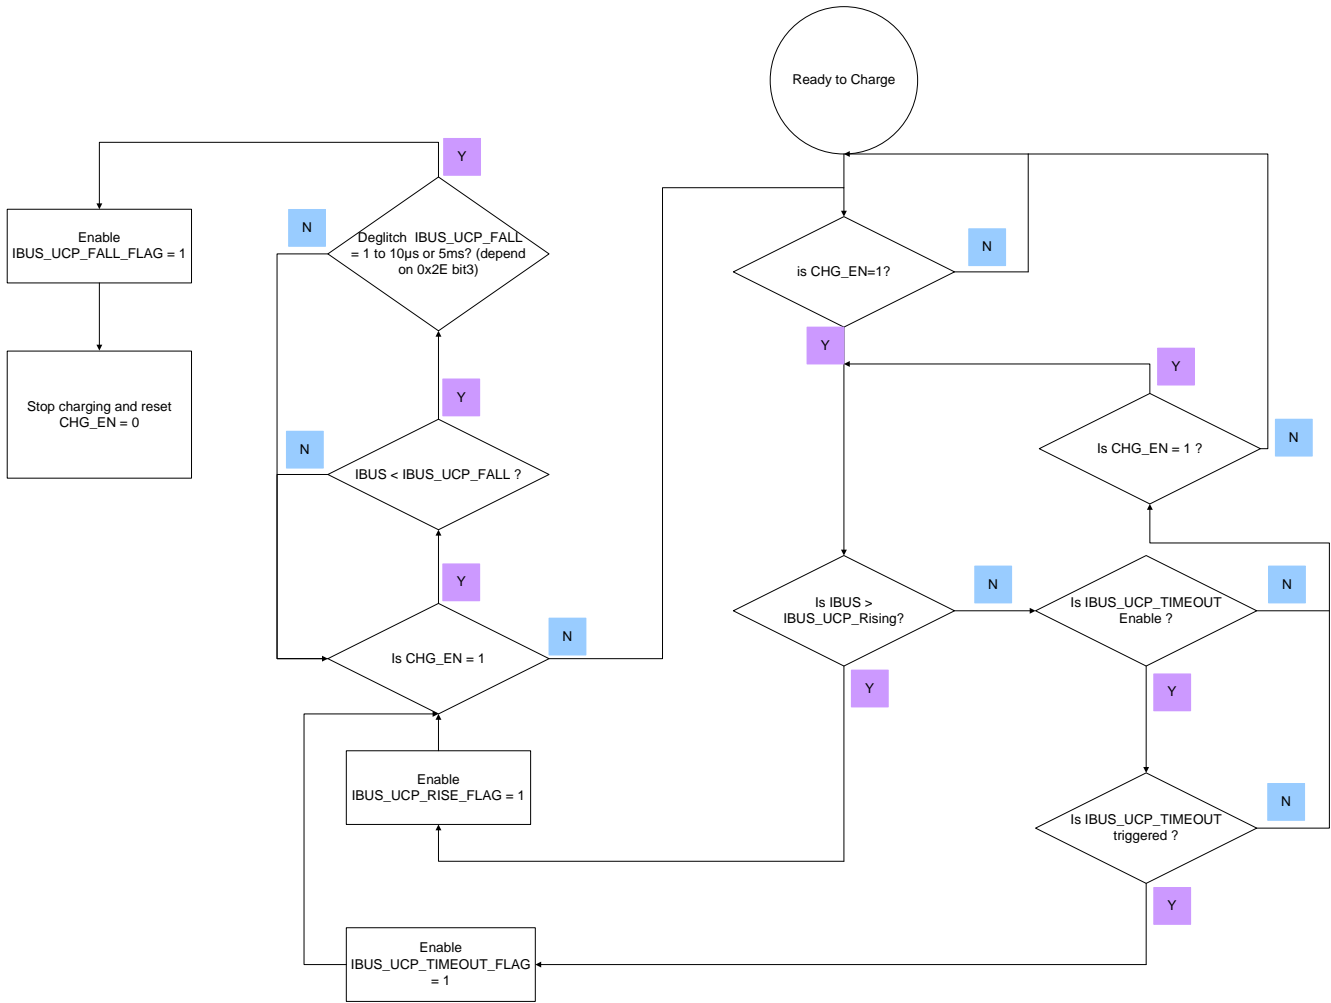 Ready to Charge
Y
Enable
IBUS_UCP_FALL_FLAG = 1
N
Deglitch IBUS_UCP_FALL
= 1 to 10µs or 5ms? (depend
on 0x2E bit3)
N
is CHG_EN=1?
Y
Y
Stop charging and reset
CHG_EN = 0
Y
N
Is CHG_EN = 1 ?
N
IBUS < IBUS_UCP_FALL ?
Y
N
Is IBUS >
IBUS_UCP_Rising?
Is IBUS_UCP_TIMEOUT
Enable ?
N
N
Is CHG_EN = 1
Y
Y
Enable
IBUS_UCP_RISE_FLAG = 1
N
Is IBUS_UCP_TIMEOUT
triggered ?
Y
Enable
IBUS_UCP_TIMEOUT_FLAG
= 1